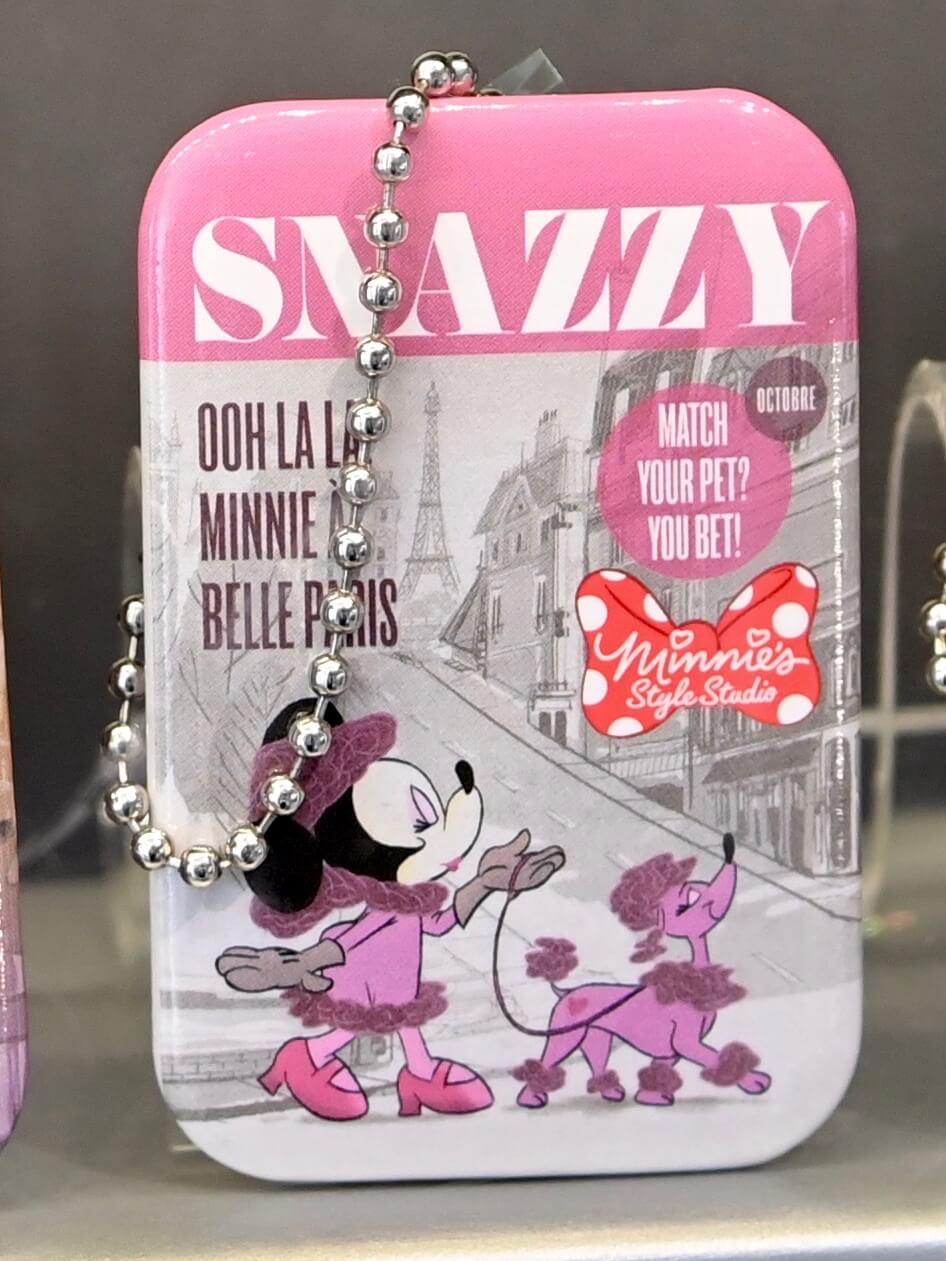 SNAZZY
OOH LA LA
MINNIE À
BELLE PARIS
OCTOBRE
MATCH
YOUR PET?
YOU BET!
Minnie's
Style Studio